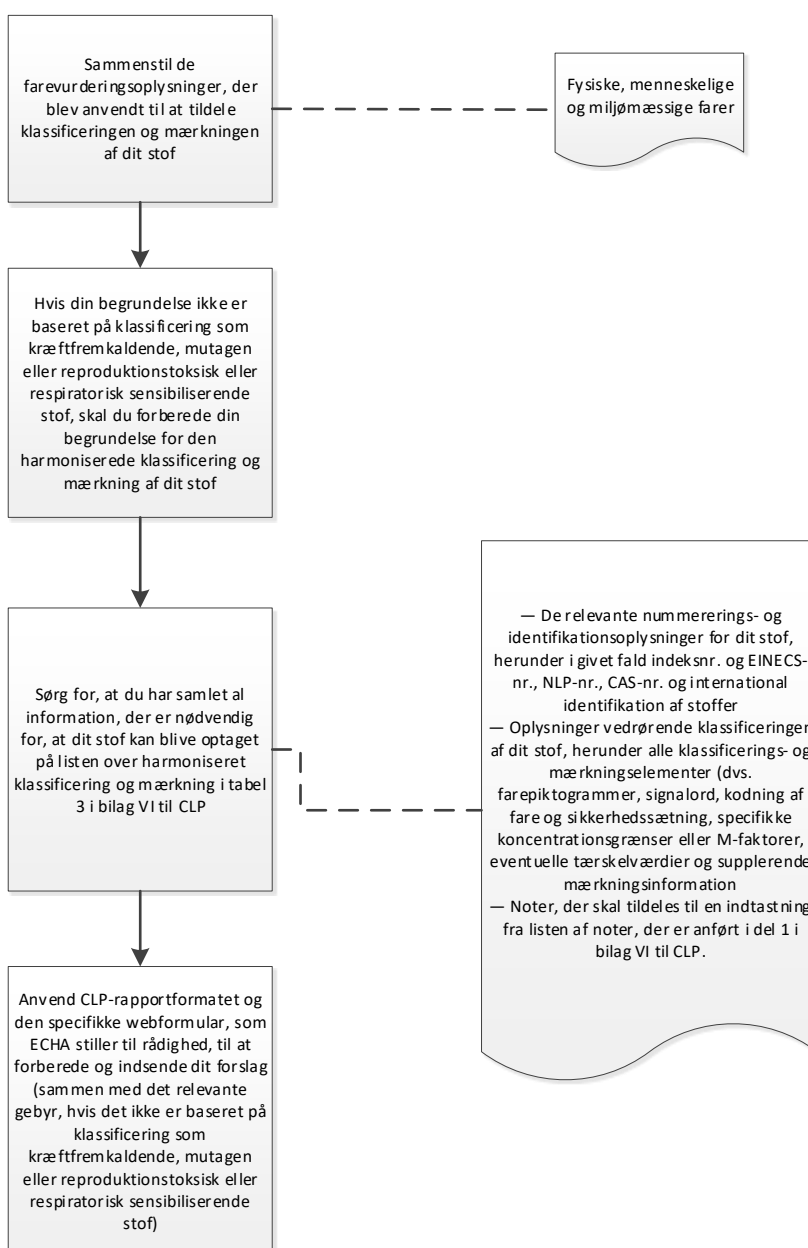 Sammenstil de
farevurderingsoplysninger, der
blev anvendt til at tildele
klassificeringen og mærkningen
af dit stof
Fysiske, menneskelige
og miljømæssige farer
Hvis din begrundelse ikke er
baseret på klassificering som
kræftfremkaldende, mutagen
eller reproduktionstoksisk eller
respiratorisk sensibiliserende
stof, skal du forberede din
begrundelse for den
harmoniserede klassificering og
mærkning af dit stof
Sørg for, at du har samlet al
information, der er nødvendig
for, at dit stof kan blive optaget
på listen over harmoniseret
klassificering og mærkning i tabel
3 i bilag VI til CLP
— De relevante nummererings- og
identifikationsoplysninger for dit stof,
herunder i givet fald indeksnr. og EINECS-
nr., NLP-nr., CAS-nr. og international
identifikation af stoffer
— Oplysninger vedrørende klassificeringen
af dit stof, herunder alle klassificerings- og
mærkningselementer (dvs.
farepiktogrammer, signalord, kodning af
fare og sikkerhedssætning, specifikke
koncentrationsgrænser eller M-faktorer,
eventuelle tærskelværdier og supplerende
mærkningsinformation
— Noter, der skal tildeles til en indtastning
fra listen af noter, der er anført i del 1 i
bilag VI til CLP.
Anvend CLP-rapportformatet og
den specifikke webformular, som
ECHA stiller til rådighed, til at
forberede og indsende dit forslag
(sammen med det relevante
gebyr, hvis det ikke er baseret på
klassificering som
kræftfremkaldende, mutagen
eller reproduktionstoksisk eller
respiratorisk sensibiliserende
stof)